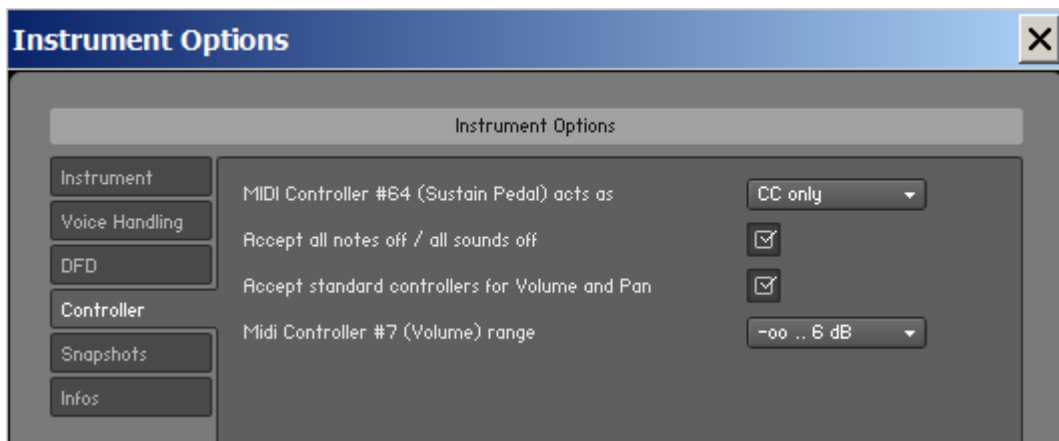 Instrument Options
Instrument Options
Instrument
Voice Handling
DFD
Controller
Snapshots
Infos
MIDI Controller #64 (Sustain Pedal) acts as CC only
Accept all notes off / all sounds off
Accept standard controllers for Volume and Pan
Midi Controller #7 (Volume) range -oo .. 6 dB